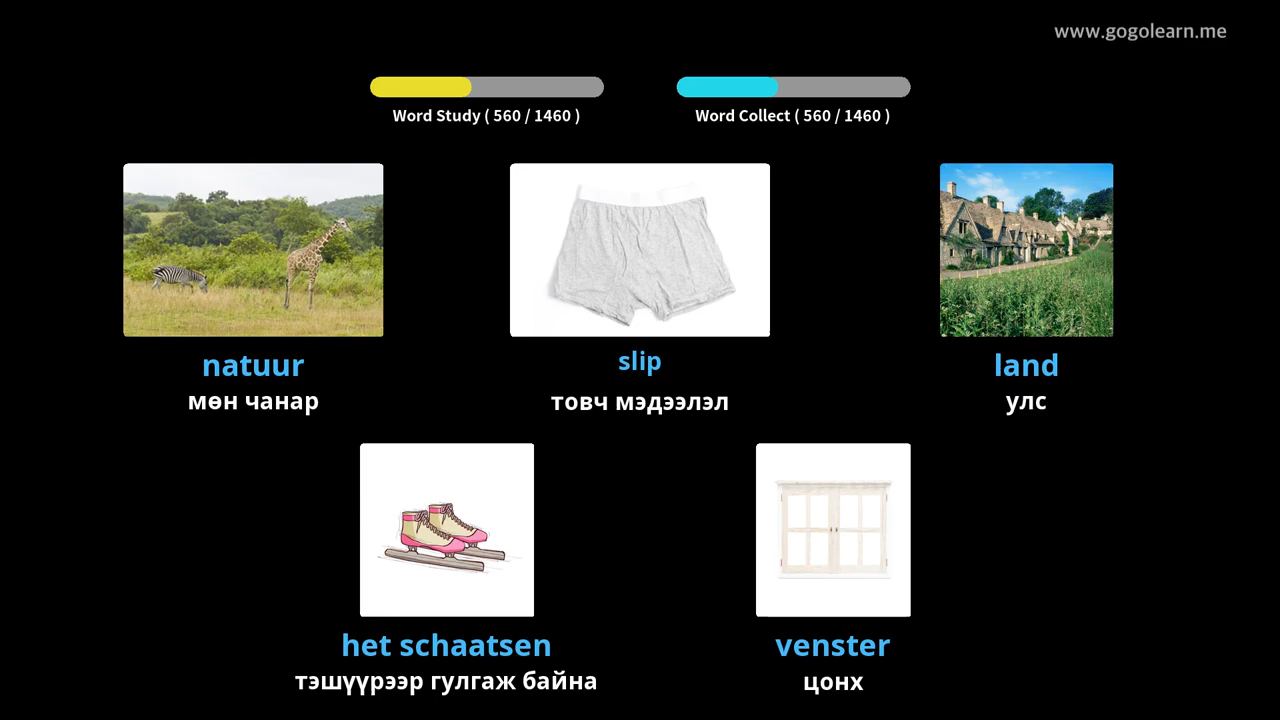 www.gogolearn.me
Word Study ( 560 / 1460 )
Word Collect ( 560 / 1460 )
natuur
мөн чанар
slip
товч мэдээлэл
land
улс
het schaatsen
тэшүүрээр гулгаж байна
venster
цонх